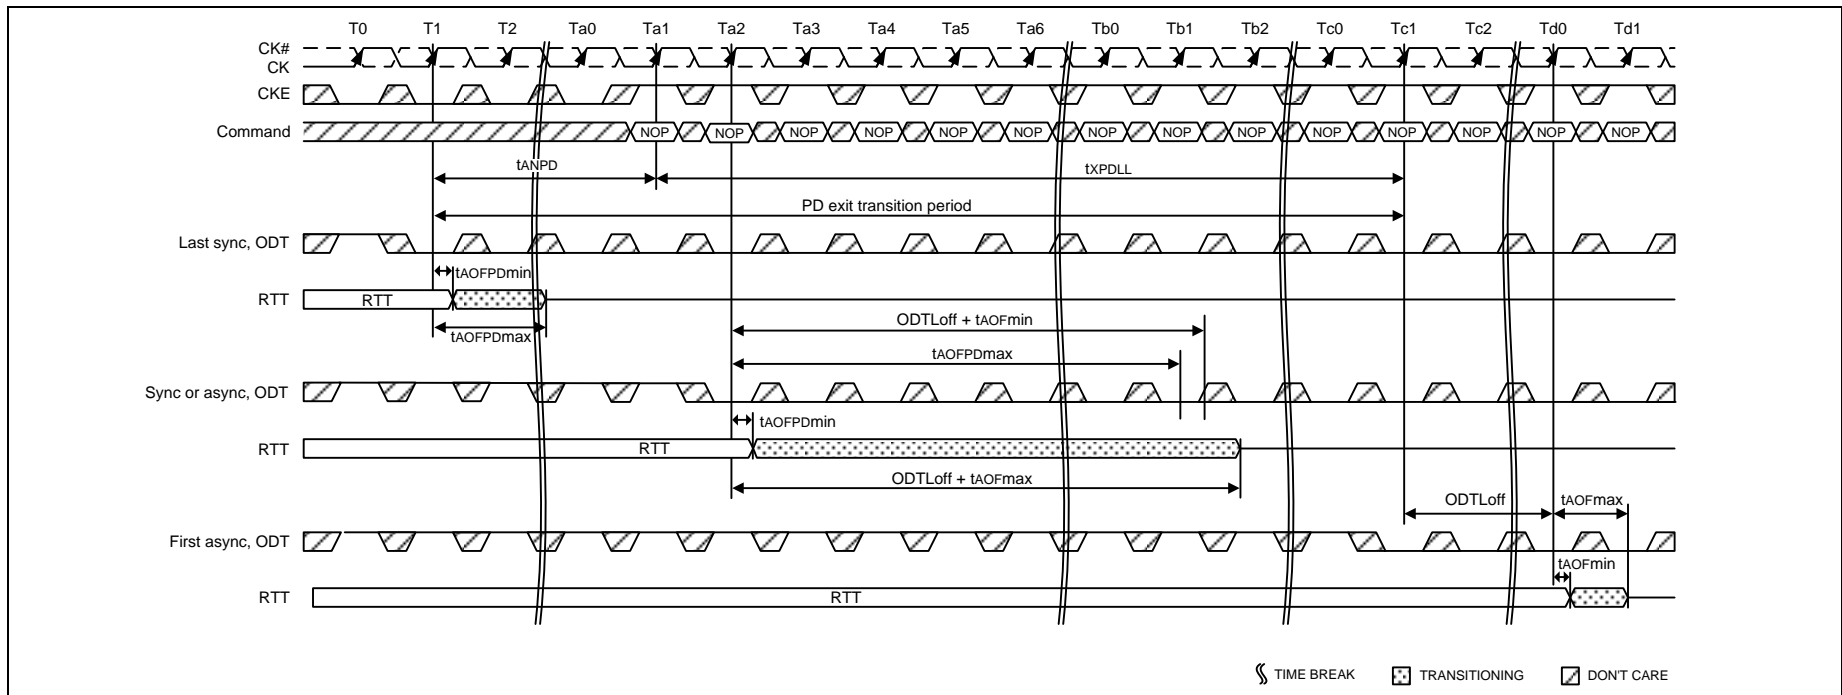 T0 T1 T2 Ta0 Ta1 Ta2 Ta3 Ta4 Ta5 Ta6 Tb0 Tb1 Tb2 Tc0 Tc1 Tc2 Td0 Td1
CK#
CK
CKE
Command NOP NOP NOP NOP NOP NOP NOP NOP NOP NOP NOP NOP NOP NOP
tANPD tXPDLL
PD exit transition period
Last sync, ODT
tAOFPDmin
RTT RTT
tAOFPDmax
ODTLoff + tAOFmin
tAOFPDmax
Sync or async, ODT
tAOFPDmin
RTT RTT
ODTLoff + tAOFmax
ODTLoff tAOFmax
First async, ODT
tAOFmin
RTT RTT
TIME BREAK TRANSITIONING DON'T CARE